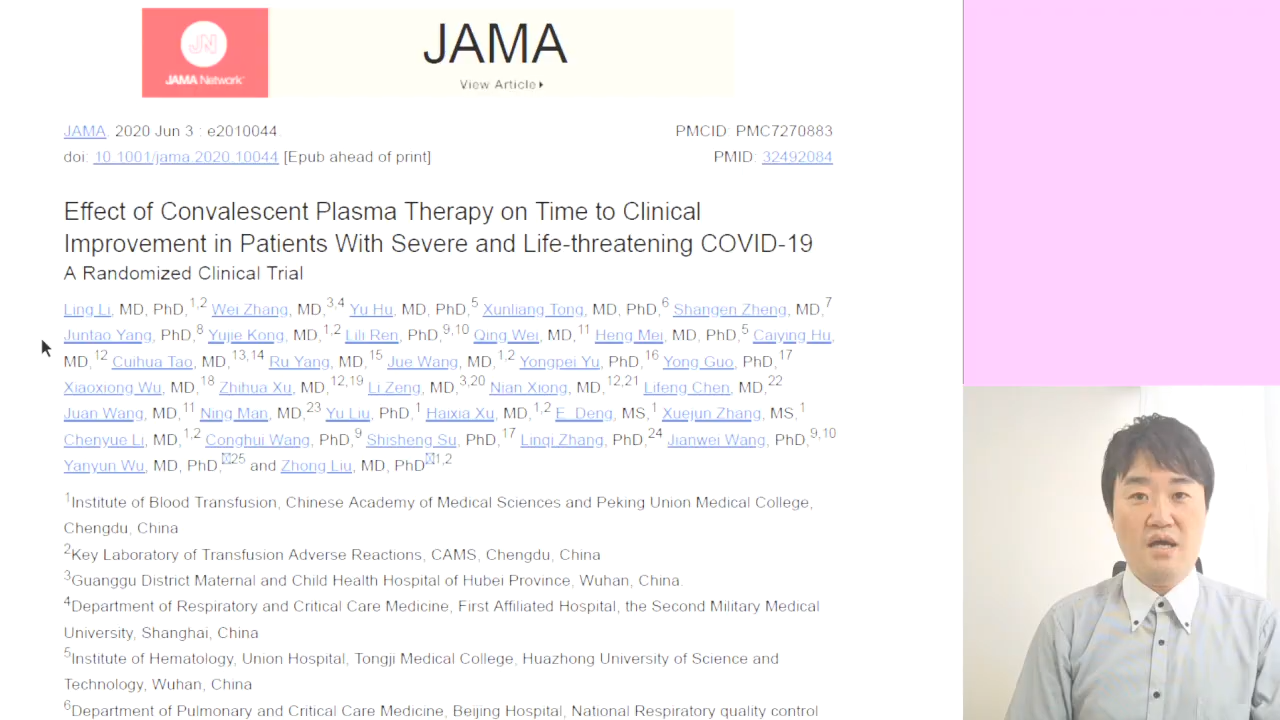 JN
JAMA Network
JAMA
View Article
JAMA. 2020 Jun 3 : e2010044.
PMCID: PMC7270883
doi: 10.1001/jama.2020.10044 [Epub ahead of print]
PMID: 32492084
Effect of Convalescent Plasma Therapy on Time to Clinical
Improvement in Patients With Severe and Life-threatening COVID-19
A Randomized Clinical Trial
Ling Li, MD, PhD,1,2 Wei Zhang, MD,3,4 Yu Hu, MD, PhD,5 Xunliang Tong, MD, PhD,6 Shangen Zheng, MD,7
Juntao Yang, PhD,8 Yujie Kong, MD,1,2 Lili Ren, PhD,9,10 Qing Wei, MD,11 Heng Mei, MD, PhD,5 Caiying Hu,
MD,12 Cuihua Tao, MD,13,14 Ru Yang, MD,15 Jue Wang, MD,1,2 Yongpei Yu, PhD,16 Yong Guo, PhD,17
Xiaoxiong Wu, MD,18 Zhihua Xu, MD,12,19 Li Zeng, MD,3,20 Nian Xiong, MD,12,21 Lifeng Chen, MD,22
Juan Wang, MD,11 Ning Man, MD,23 Yu Liu, PhD,1 Haixia Xu, MD,1,2 E. Deng, MS,1 Xuejun Zhang, MS,1
Chenyue Li, MD,1,2 Conghui Wang, PhD,9 Shisheng Su, PhD,17 Linqi Zhang, PhD,24 Jianwei Wang, PhD,9,10
Yanyun Wu, MD, PhD,25 and Zhong Liu, MD, PhD1,2
1Institute of Blood Transfusion, Chinese Academy of Medical Sciences and Peking Union Medical College,
Chengdu, China
2Key Laboratory of Transfusion Adverse Reactions, CAMS, Chengdu, China
3Guanggu District Maternal and Child Health Hospital of Hubei Province, Wuhan, China.
4Department of Respiratory and Critical Care Medicine, First Affiliated Hospital, the Second Military Medical
University, Shanghai, China
5Institute of Hematology, Union Hospital, Tongji Medical College, Huazhong University of Science and
Technology, Wuhan, China
6Department of Pulmonary and Critical Care Medicine, Beijing Hospital, National Respiratory quality control